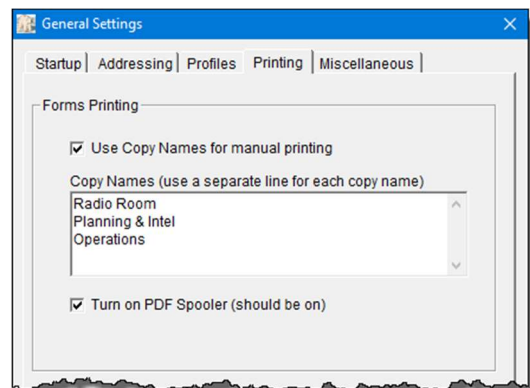 General Settings
Startup Addressing Profiles Printing Miscellaneous
Forms Printing
Use Copy Names for manual printing
Copy Names (use a separate line for each copy name)
Radio Room
Planning & Intel
Operations
Turn on PDF Spooler (should be on)